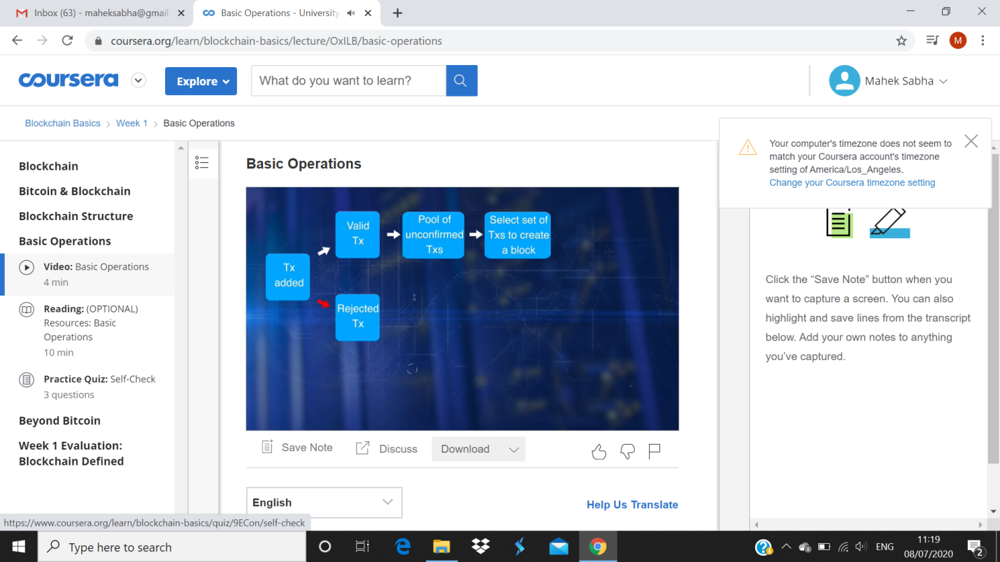 Inbox (63) - maheksabha@gmail.
Basic Operations - University
coursera.org/learn/blockchain-basics/lecture/OxILB/basic-operations
M
coursera
Explore
What do you want to learn?
Mahek Sabha
Blockchain Basics > Week 1 > Basic Operations
Your computer's timezone does not seem to
match your Coursera account's timezone
setting of America/Los_Angeles.
Change your Coursera timezone setting
Blockchain
Bitcoin & Blockchain
Blockchain Structure
Basic Operations
Video: Basic Operations
4 min
Reading: (OPTIONAL)
Resources: Basic
Operations
10 min
Practice Quiz: Self-Check
3 questions
Beyond Bitcoin
Week 1 Evaluation:
Blockchain Defined
Basic Operations
Tx
added
Valid
Tx
Rejected
Tx
Pool of
unconfirmed
Txs
Select set of
Txs to create
a block
Save Note
Discuss
Download
English
Help Us Translate
Click the “Save Note” button when you
want to capture a screen. You can also
highlight and save lines from the transcript
below. Add your own notes to anything
you’ve captured.
https://www.coursera.org/learn/blockchain-basics/quiz/9ECon/self-check
Type here to search
ENG
11:19
08/07/2020
2